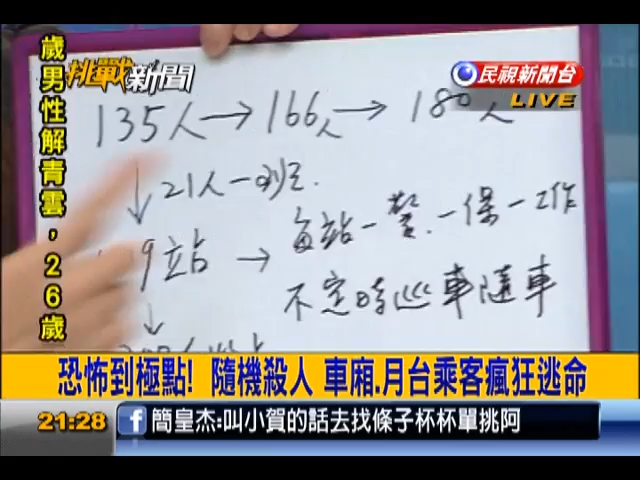 挑戰新聞
民視新聞台
LIVE
歲男性解青雲，26歲
135人→166人→180人
↓21人一班.
9站→每站一警.一保一工作
不定時巡車隨車
↓
恐怖到極點! 隨機殺人 車廂.月台乘客瘋狂逃命
21:28
簡皇杰:叫小賀的話去找條子杯杯單挑阿